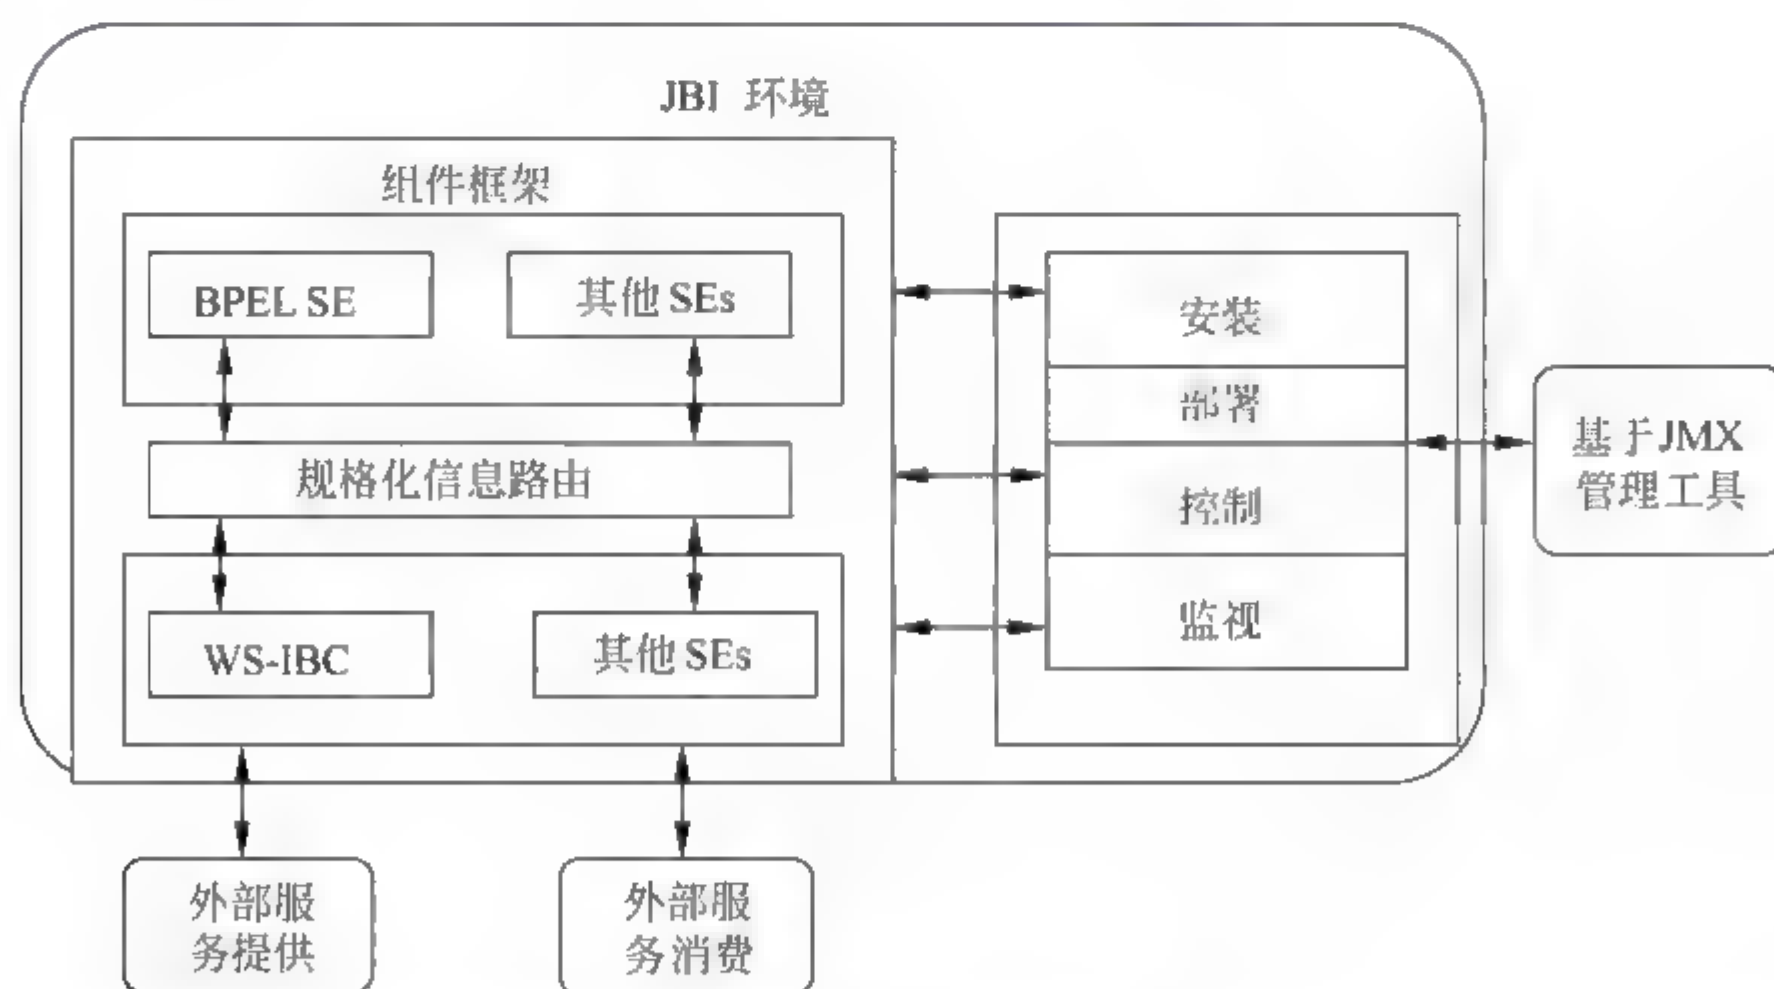 JBI 环境
组件框架
BPEL SE
其他 SEs
规格化信息路由
WS-IBC
其他 SEs
安装
部署
控制
监视
基于JMX
管理工具
外部服
务提供
外部服
务消费